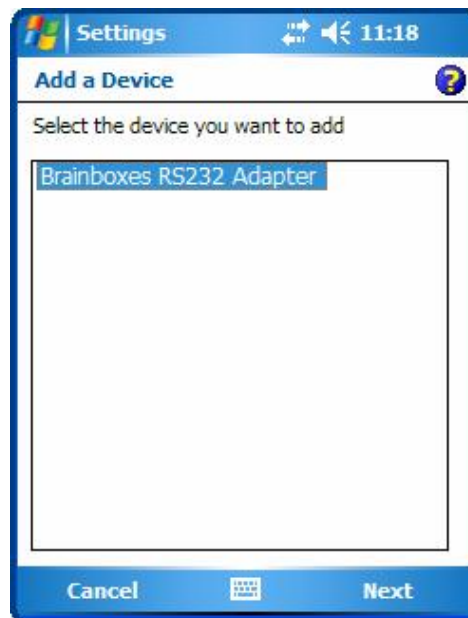 Settings 11:18
Add a Device ?
Select the device you want to add
Brainboxes RS232 Adapter
Cancel Next